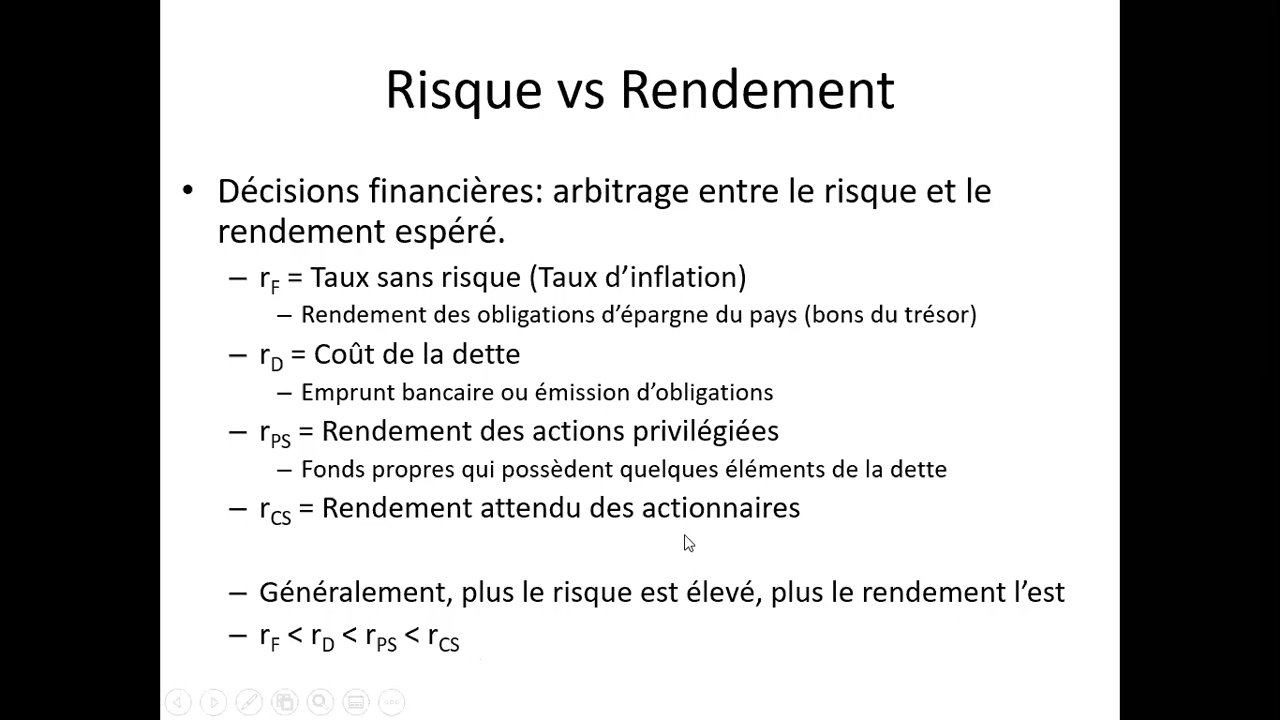 Risque vs Rendement
• Décisions financières: arbitrage entre le risque et le
rendement espéré.
– rF = Taux sans risque (Taux d’inflation)
– Rendement des obligations d’épargne du pays (bons du trésor)
– rD = Coût de la dette
– Emprunt bancaire ou émission d’obligations
– rPS = Rendement des actions privilégiées
– Fonds propres qui possèdent quelques éléments de la dette
– rCS = Rendement attendu des actionnaires
– Généralement, plus le risque est élevé, plus le rendement l’est
– rF < rD < rPS < rCS